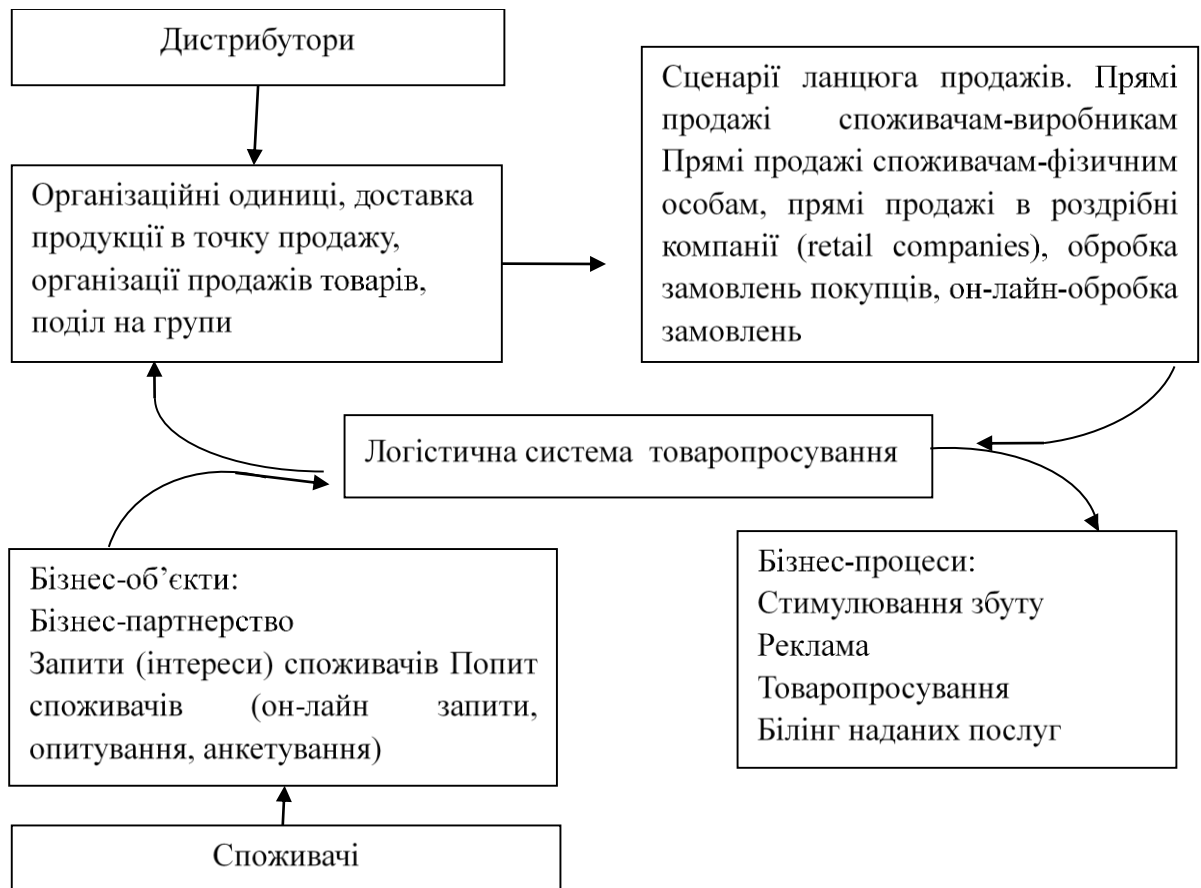 Дистрибутори
Організаційні одиниці, доставка
продукції в точку продажу,
організації продажів товарів,
поділ на групи
Сценарії ланцюга продажів. Прямі
продажі споживачам-виробникам
Прямі продажі споживачам-фізичним
особам, прямі продажі в роздрібні
компанії (retail companies), обробка
замовлень покупців, он-лайн-обробка
замовлень
Логістична система товаропросування
Бізнес-об’єкти:
Бізнес-партнерство
Запити (інтереси) споживачів Попит
споживачів (он-лайн запити,
опитування, анкетування)
Бізнес-процеси:
Стимулювання збуту
Реклама
Товаропросування
Білінг наданих послуг
Споживачі